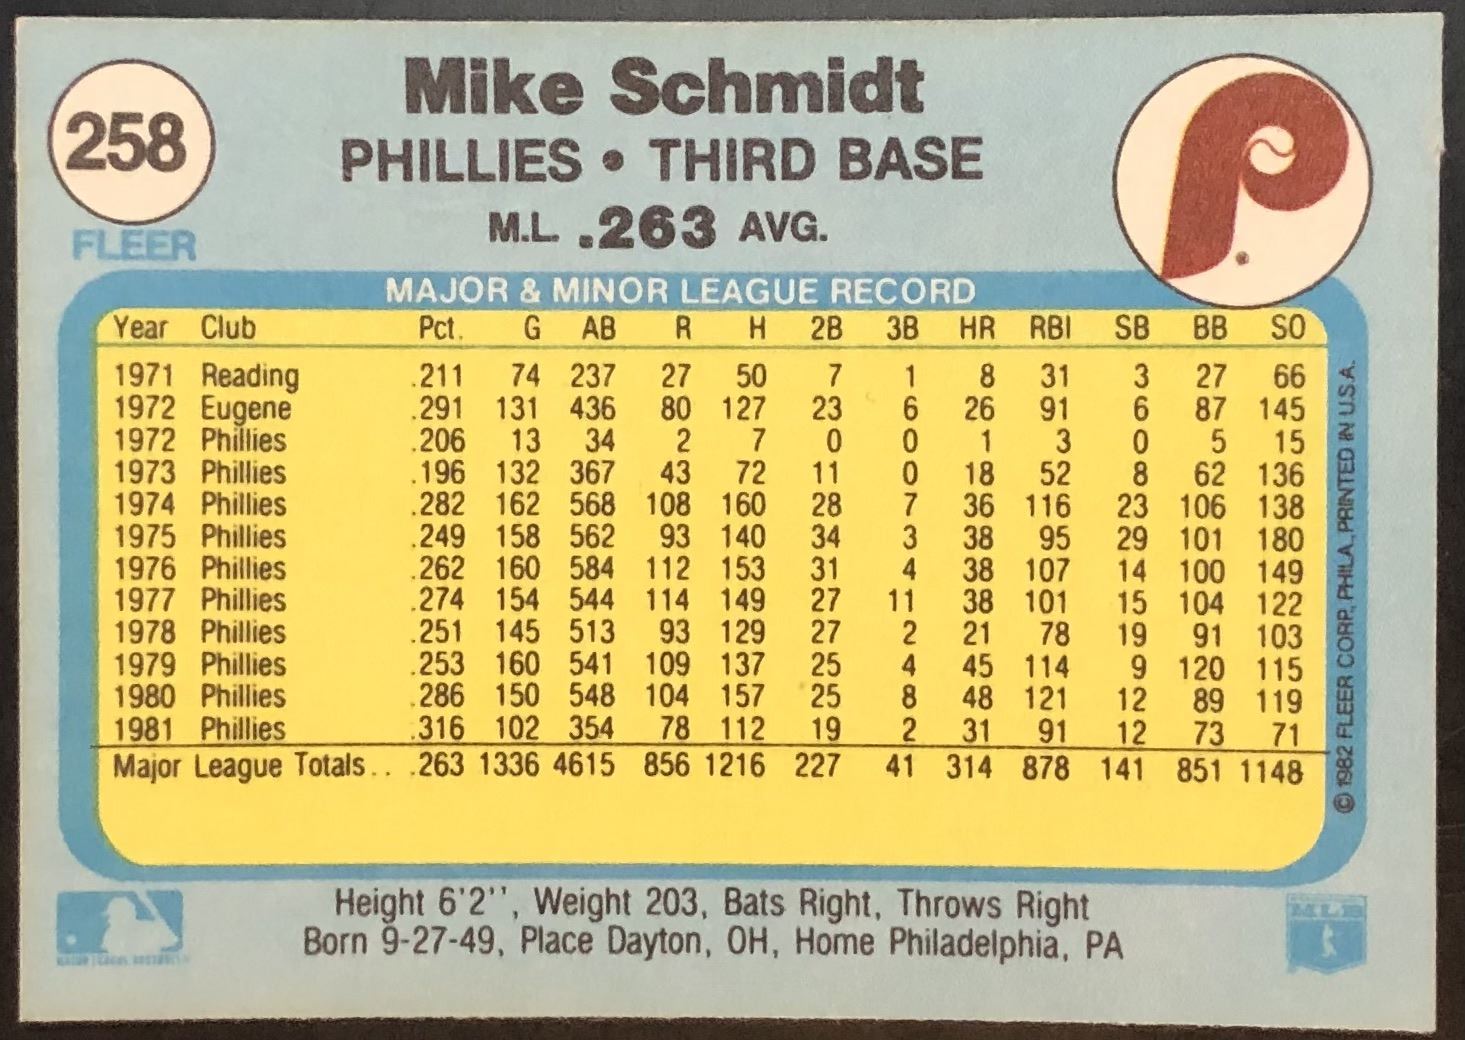 258
Mike Schmidt
PHILLIES • THIRD BASE
M.L. .263 AVG.
FLEER
MAJOR & MINOR LEAGUE RECORD
Year Club Pct. G AB R H 2B 3B HR RBI SB BB SO
1971 Reading .211 74 237 27 50 7 1 8 31 3 27 66
1972 Eugene .291 131 436 80 127 23 6 26 91 6 87 145
1972 Phillies .206 13 34 2 7 0 0 1 3 0 5 15
1973 Phillies .196 132 367 43 72 11 0 18 52 8 62 136
1974 Phillies .282 162 568 108 160 28 7 36 116 23 106 138
1975 Phillies .249 158 562 93 140 34 3 38 95 29 101 180
1976 Phillies .262 160 584 112 153 31 4 38 107 14 100 149
1977 Phillies .274 154 544 114 149 27 11 38 101 15 104 122
1978 Phillies .251 145 513 93 129 27 2 21 78 19 91 103
1979 Phillies .253 160 541 109 137 25 4 45 114 9 120 115
1980 Phillies .286 150 548 104 157 25 8 48 121 12 89 119
1981 Phillies .316 102 354 78 112 19 2 31 91 12 73 71
Major League Totals.. .263 1336 4615 856 1216 227 41 314 878 141 851 1148
© 1982 FLEER CORP., PHILA., PRINTED IN U.S.A.
Height 6'2'', Weight 203, Bats Right, Throws Right
Born 9-27-49, Place Dayton, OH, Home Philadelphia, PA